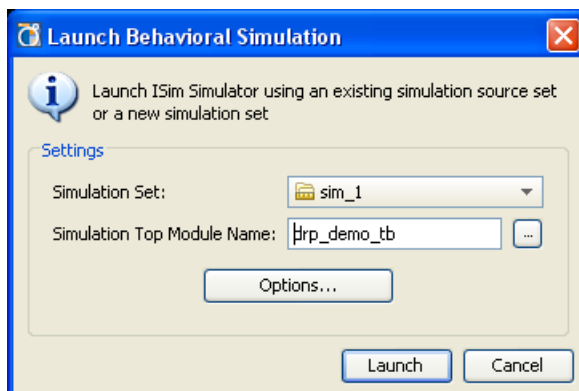 Launch Behavioral Simulation
Launch ISim Simulator using an existing simulation source set
or a new simulation set
Settings
Simulation Set: sim_1
Simulation Top Module Name: drp_demo_tb ...
Options...
Launch Cancel